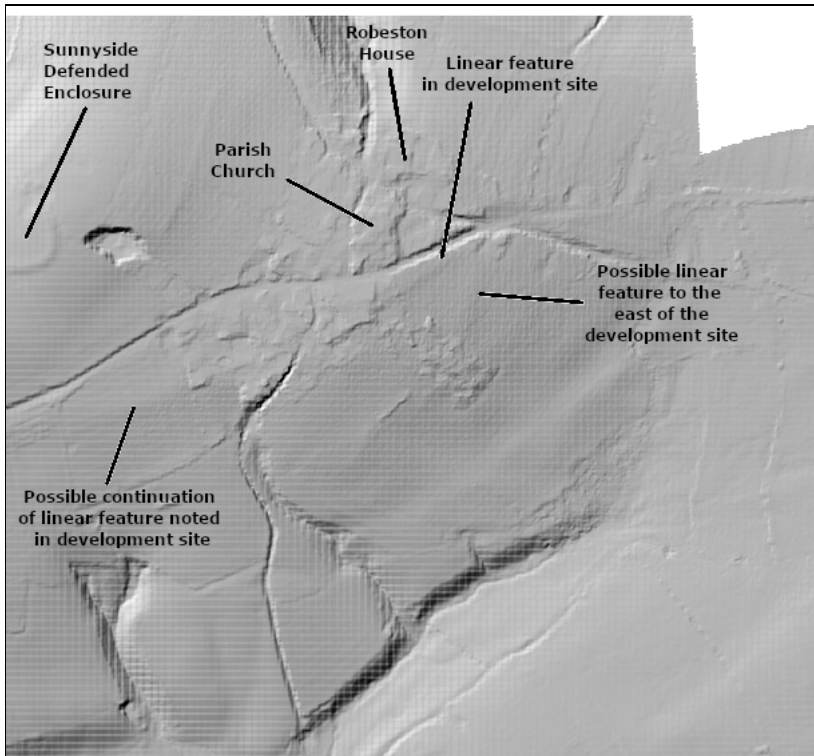 Sunnyside
Defended
Enclosure
Robeston
House
Linear feature
in development site
Parish
Church
Possible linear
feature to the
east of the
development site
Possible continuation
of linear feature noted
in development site